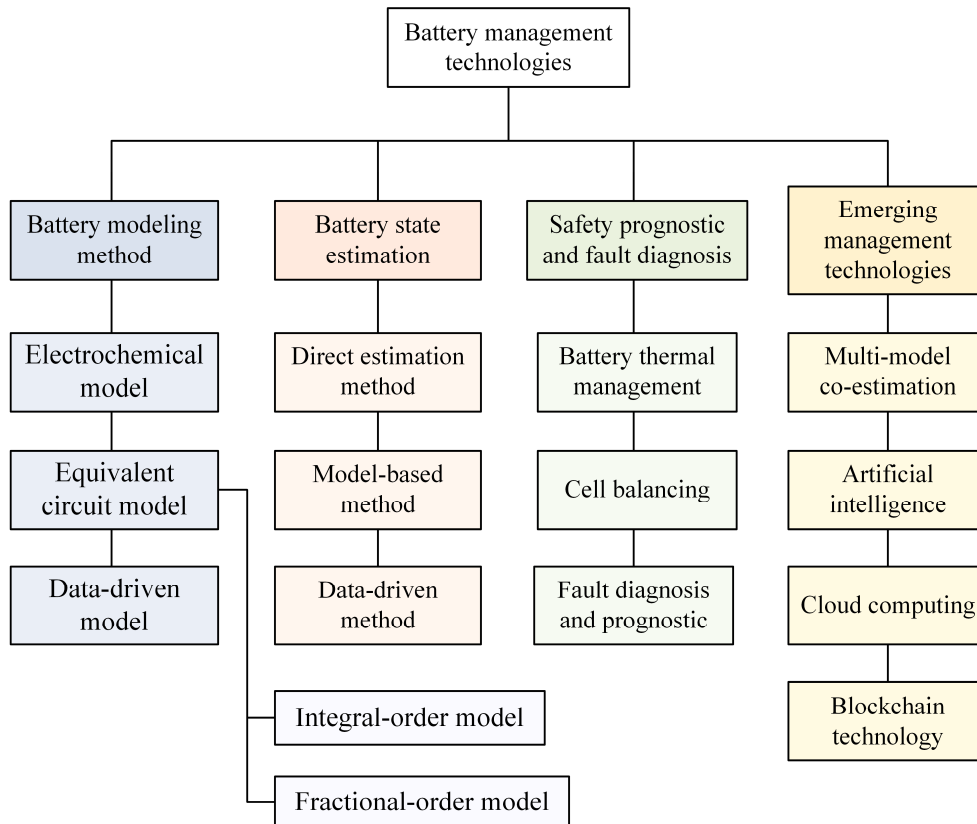 Battery management
technologies
Battery modeling
method
Battery state
estimation
Safety prognostic
and fault diagnosis
Emerging
management
technologies
Electrochemical
model
Direct estimation
method
Battery thermal
management
Multi-model
co-estimation
Equivalent
circuit model
Model-based
method
Cell balancing
Artificial
intelligence
Data-driven
model
Data-driven
method
Fault diagnosis
and prognostic
Cloud computing
Integral-order model
Blockchain
technology
Fractional-order model